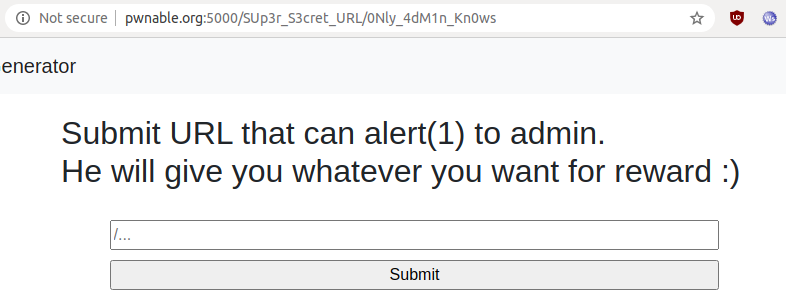 Not secure | pwnable.org:5000/SUp3r_S3cret_URL/0Nly_4dM1n_Kn0ws
enerator
Submit URL that can alert(1) to admin.
He will give you whatever you want for reward :)
/...
Submit